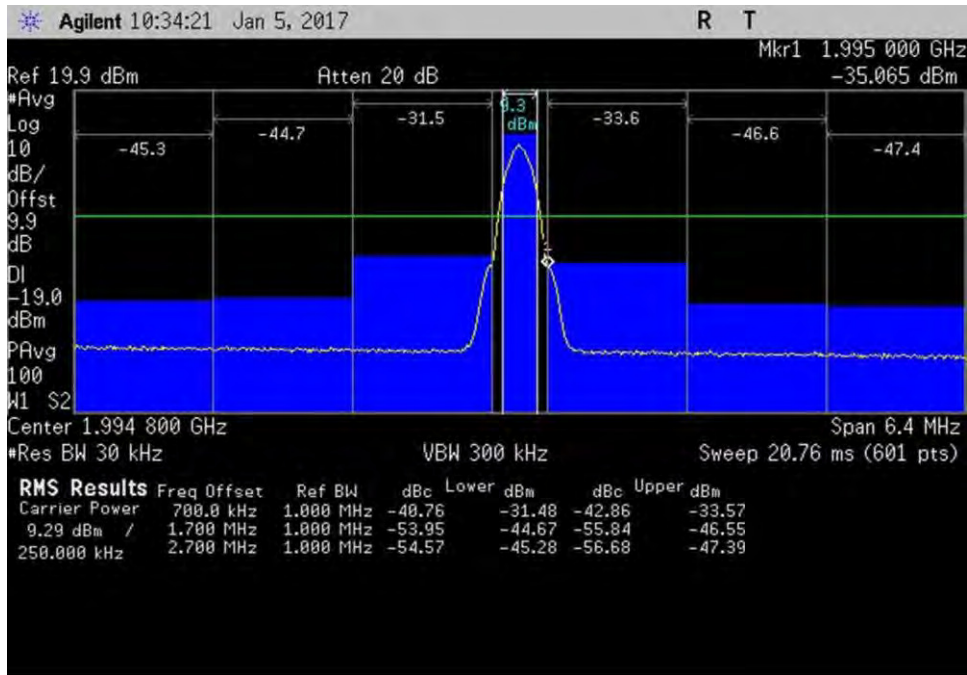 Agilent 10:34:21 Jan 5, 2017 R T
Mkr1 1.995 000 GHz
Ref 19.9 dBm Atten 20 dB -35.065 dBm
#Avg
Log
10
dB/
Offst
9.9
dB
DI
-19.0
dBm
PAvg
100
W1 S2
-45.3 -44.7 -31.5 9.3 dBm -33.6 -46.6 -47.4
1
Center 1.994 800 GHz Span 6.4 MHz
#Res BW 30 kHz VBW 300 kHz Sweep 20.76 ms (601 pts)
RMS Results Freq Offset Ref BW dBc Lower dBm dBc Upper dBm
Carrier Power 700.0 kHz 1.000 MHz -40.76 -31.48 -42.86 -33.57
9.29 dBm / 1.700 MHz 1.000 MHz -53.95 -44.67 -55.84 -46.55
250.000 kHz 2.700 MHz 1.000 MHz -54.57 -45.28 -56.68 -47.39